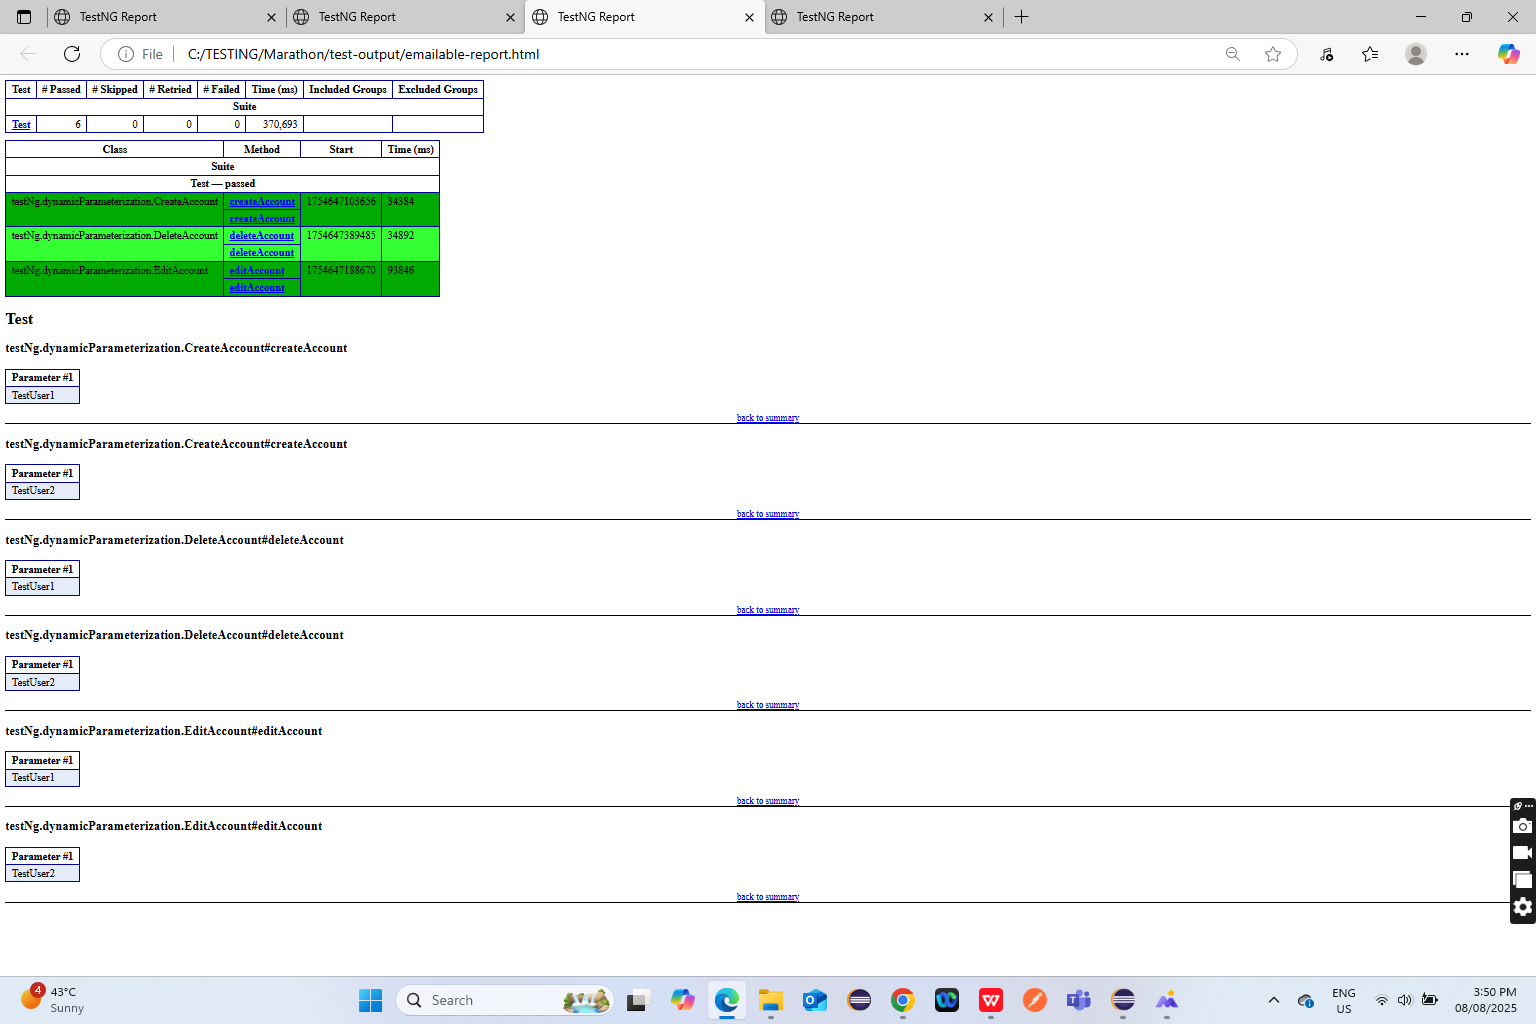 TestNG Report TestNG Report TestNG Report TestNG Report
File C:/TESTING/Marathon/test-output/emailable-report.html
Test # Passed # Skipped # Retried # Failed Time (ms) Included Groups Excluded Groups
Suite
Test 6 0 0 0 370,693
Class Method Start Time (ms)
Suite
Test — passed
testNg.dynamicParameterization.CreateAccount createAccount 1754647103656 34384
createAccount
testNg.dynamicParameterization.DeleteAccount deleteAccount 1754647389485 34892
deleteAccount
testNg.dynamicParameterization.EditAccount editAccount 1754647188670 93846
editAccount
Test
testNg.dynamicParameterization.CreateAccount#createAccount
Parameter #1
TestUser1
back to summary
testNg.dynamicParameterization.CreateAccount#createAccount
Parameter #1
TestUser2
back to summary
testNg.dynamicParameterization.DeleteAccount#deleteAccount
Parameter #1
TestUser1
back to summary
testNg.dynamicParameterization.DeleteAccount#deleteAccount
Parameter #1
TestUser2
back to summary
testNg.dynamicParameterization.EditAccount#editAccount
Parameter #1
TestUser1
back to summary
testNg.dynamicParameterization.EditAccount#editAccount
Parameter #1
TestUser2
back to summary
4 43°C
Sunny
Search
ENG
US
3:50 PM
08/08/2025